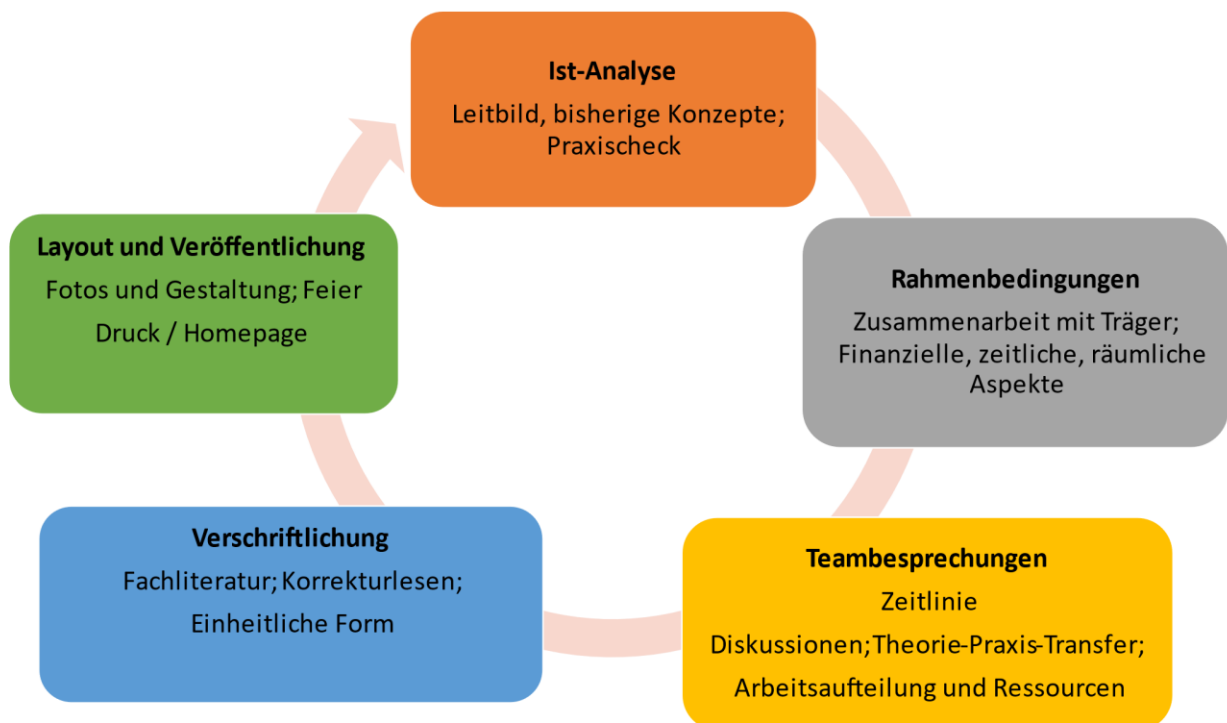 Ist-Analyse
Leitbild, bisherige Konzepte;
Praxischeck
Rahmenbedingungen
Zusammenarbeit mit Träger;
Finanzielle, zeitliche, räumliche
Aspekte
Teambesprechungen
Zeitlinie
Diskussionen;Theorie-Praxis-Transfer;
Arbeitsaufteilung und Ressourcen
Verschriftlichung
Fachliteratur; Korrekturlesen;
Einheitliche Form
Layout und Veröffentlichung
Fotos und Gestaltung; Feier
Druck / Homepage